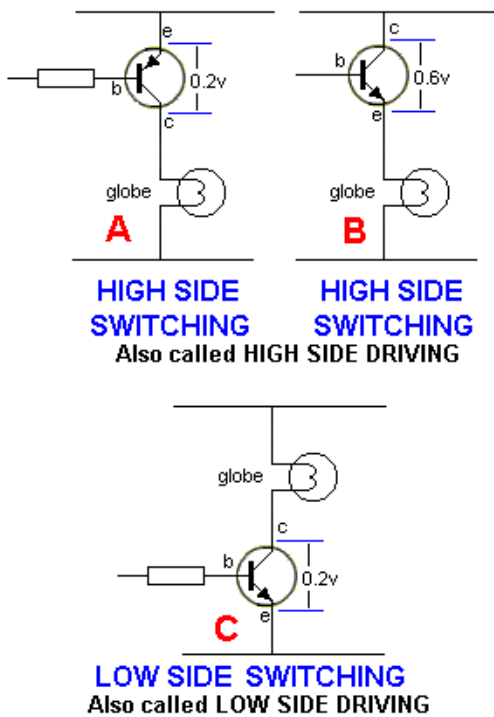 e
0.2v
b
c
globe
A
HIGH SIDE
SWITCHING
c
b
0.6v
e
globe
B
HIGH SIDE
SWITCHING
Also called HIGH SIDE DRIVING
globe
c
b
0.2v
e
C
LOW SIDE SWITCHING
Also called LOW SIDE DRIVING